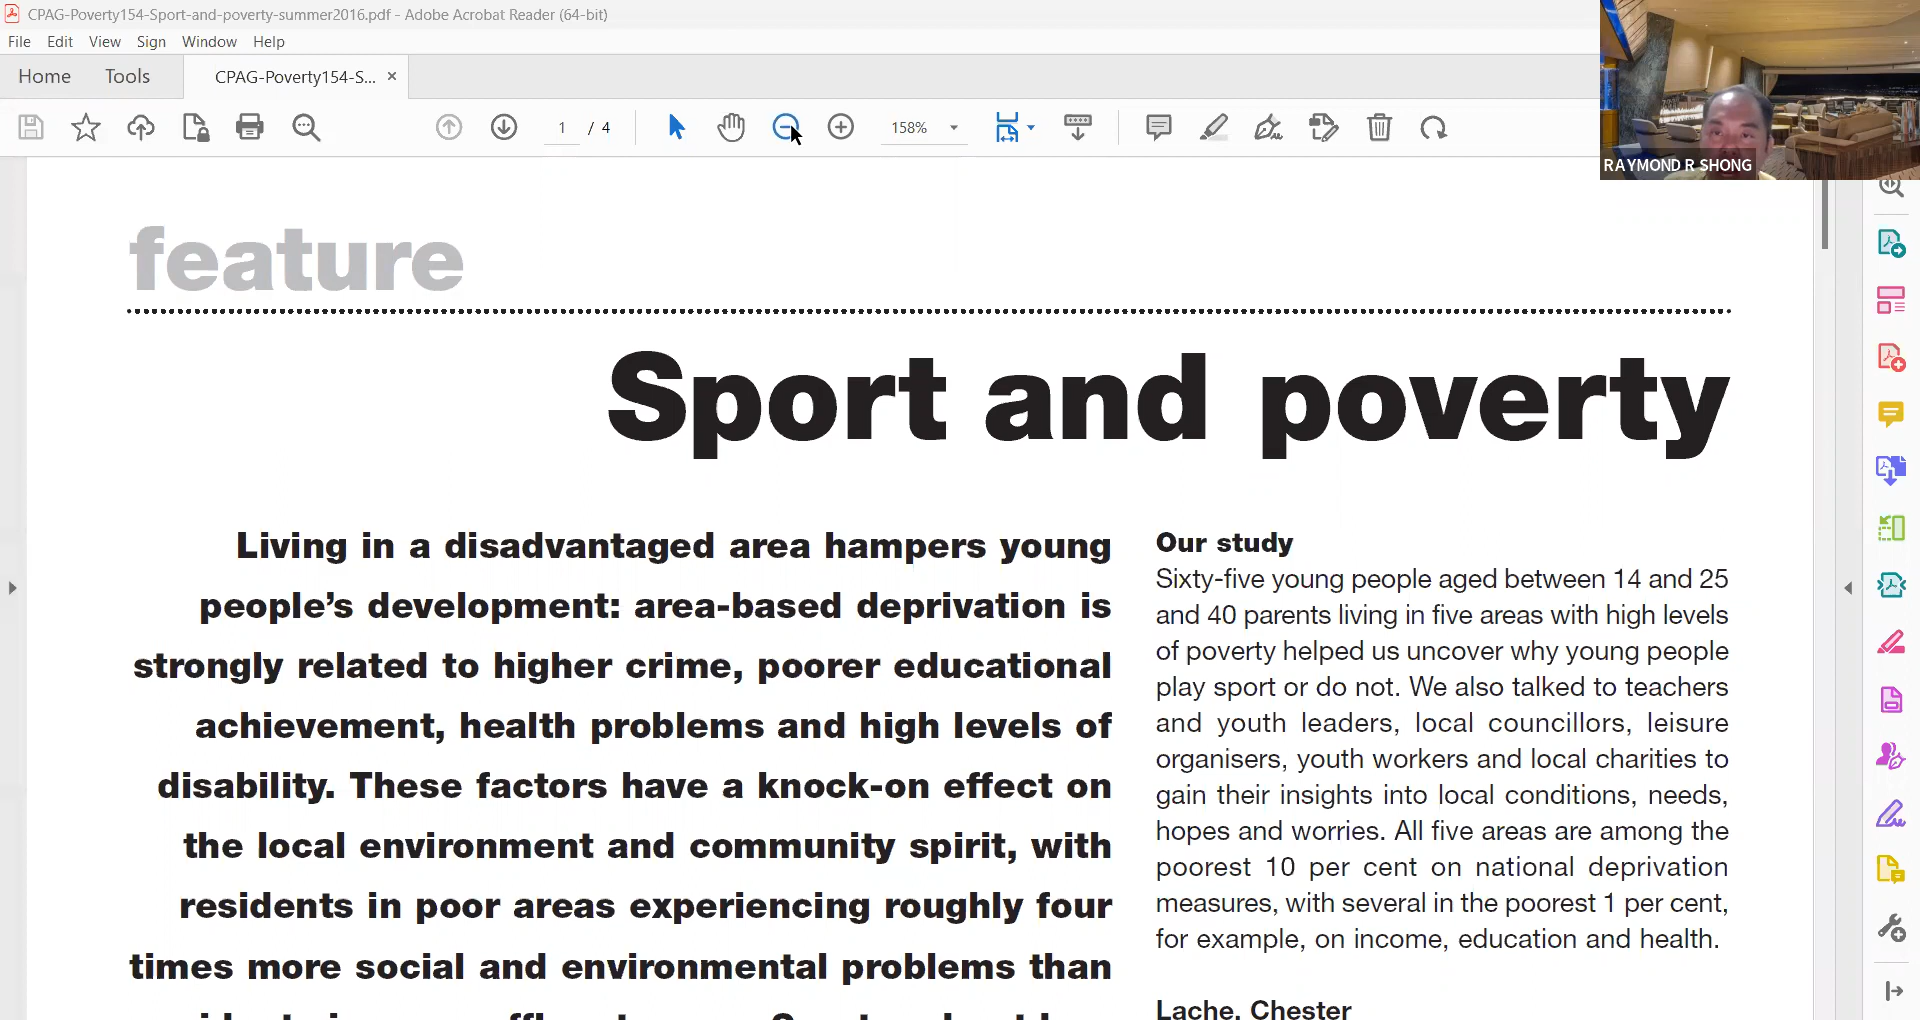 CPAG-Poverty154-Sport-and-poverty-summer2016.pdf - Adobe Acrobat Reader (64-bit)
File Edit View Sign Window Help
Home Tools CPAG-Poverty154-S... ×
1 / 4 158%
RAYMOND R SHONG
feature
Sport and poverty
Living in a disadvantaged area hampers young
people’s development: area-based deprivation is
strongly related to higher crime, poorer educational
achievement, health problems and high levels of
disability. These factors have a knock-on effect on
the local environment and community spirit, with
residents in poor areas experiencing roughly four
times more social and environmental problems than
Our study
Sixty-five young people aged between 14 and 25
and 40 parents living in five areas with high levels
of poverty helped us uncover why young people
play sport or do not. We also talked to teachers
and youth leaders, local councillors, leisure
organisers, youth workers and local charities to
gain their insights into local conditions, needs,
hopes and worries. All five areas are among the
poorest 10 per cent on national deprivation
measures, with several in the poorest 1 per cent,
for example, on income, education and health.
Lache, Chester